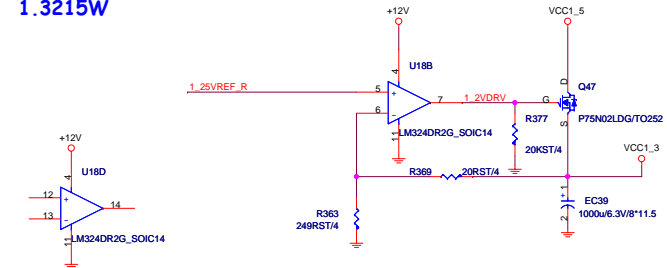 1.3215W
+12V
VCC1_5
4
U18B
D
Q47
1_25VREF_R
5
+
7
1_2VDRV
G
6
-
R377
S
P75N02LDG/TO252
11
LM324DR2G_SOIC14
20KST/4
VCC1_3
+12V
R369
20RST/4
4
U18D
1
+
EC39
12
+
14
1000u/6.3V/8*11.5
R363
2
13
-
249RST/4
11
LM324DR2G_SOIC14